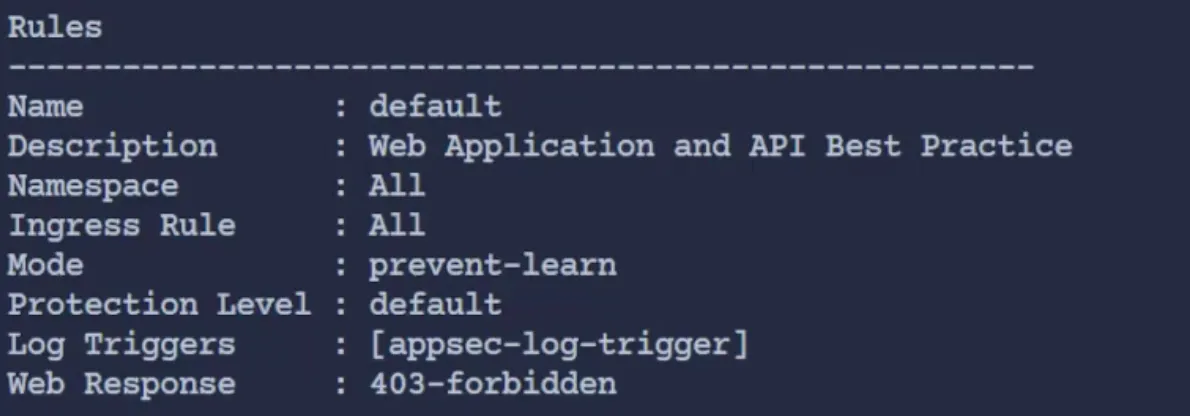 Rules
------------------------------------------------------
Name : default
Description : Web Application and API Best Practice
Namespace : All
Ingress Rule : All
Mode : prevent-learn
Protection Level : default
Log Triggers : [appsec-log-trigger]
Web Response : 403-forbidden